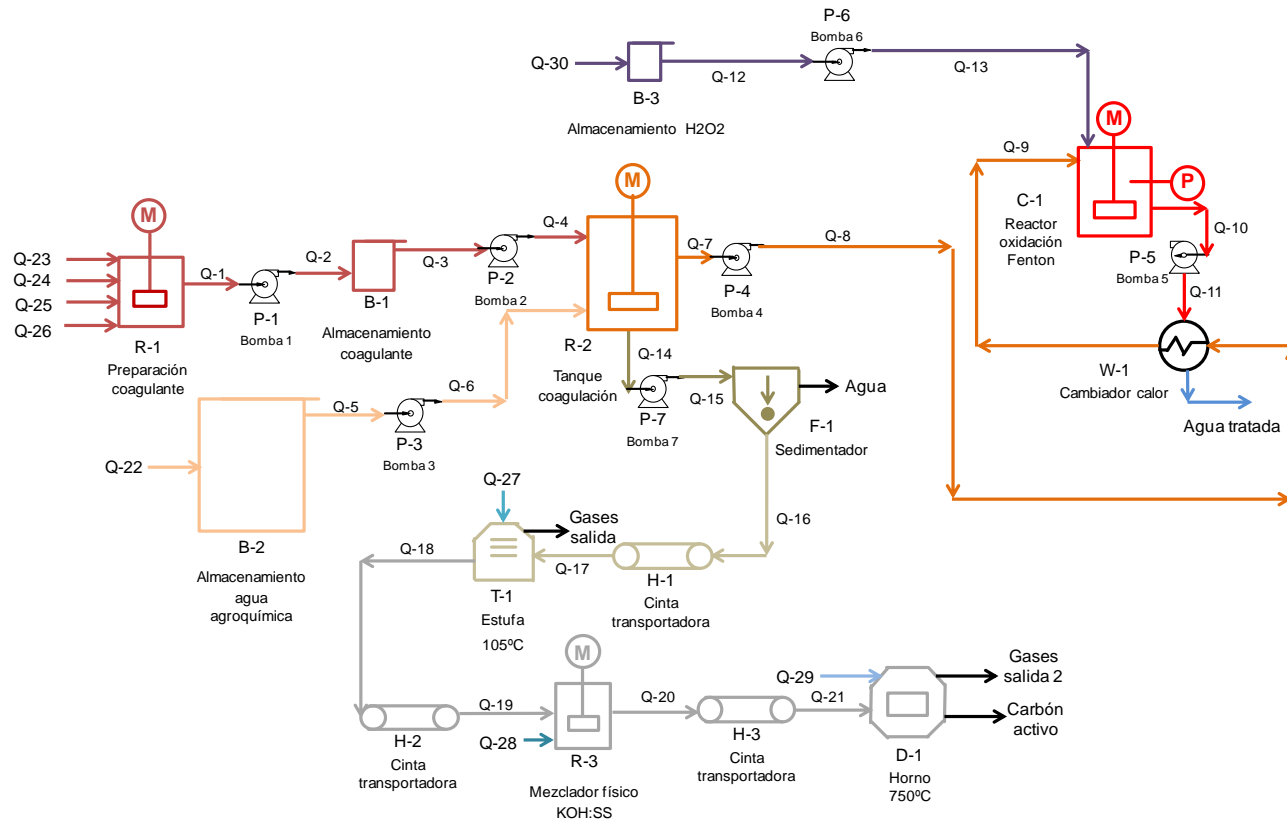 P-6
Bomba 6
Q-30
Q-12
Q-13
B-3
Almacenamiento H2O2
M
Q-9
P
C-1
Reactor
oxidación
Fenton
Q-10
P-5
Bomba 5
Q-11
W-1
Cambiador calor
Agua tratada
M
M
Q-23
Q-24
Q-25
Q-26
Q-1
Q-2
Q-3
Q-4
Q-7
Q-8
R-1
Preparación
coagulante
P-1
Bomba 1
B-1
Almacenamiento
coagulante
P-2
Bomba 2
P-4
Bomba 4
R-2
Tanque
coagulación
Q-14
Q-15
P-7
Bomba 7
Agua
F-1
Sedimentador
Q-5
Q-6
P-3
Bomba 3
Q-22
B-2
Almacenamiento
agua
agroquímica
Q-27
Gases
salida
Q-16
Q-18
Q-17
T-1
Estufa
105ºC
H-1
Cinta
transportadora
M
Q-19
Q-28
Q-20
Q-29
Q-21
Gases
salida 2
Carbón
activo
H-2
Cinta
transportadora
R-3
Mezclador físico
KOH:SS
H-3
Cinta
transportadora
D-1
Horno
750ºC